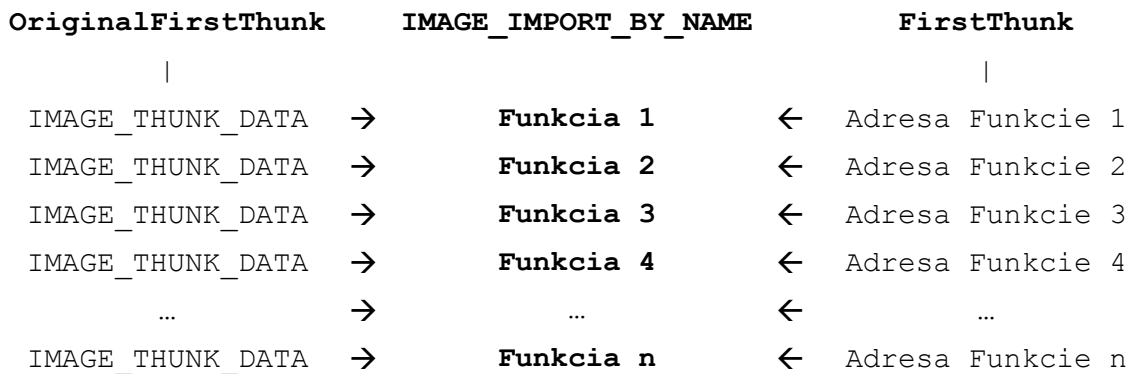 OriginalFirstThunk IMAGE_IMPORT_BY_NAME FirstThunk
| |
IMAGE_THUNK_DATA → Funkcia 1 ← Adresa Funkcie 1
IMAGE_THUNK_DATA → Funkcia 2 ← Adresa Funkcie 2
IMAGE_THUNK_DATA → Funkcia 3 ← Adresa Funkcie 3
IMAGE_THUNK_DATA → Funkcia 4 ← Adresa Funkcie 4
… → … ← …
IMAGE_THUNK_DATA → Funkcia n ← Adresa Funkcie n